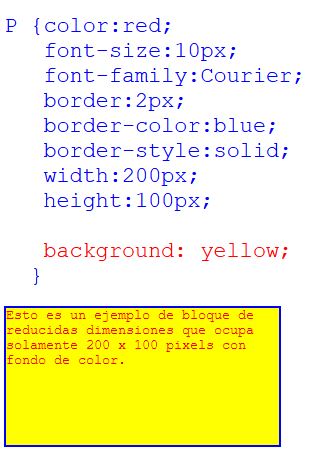 P {color:red;
font-size:10px;
font-family:Courier;
border:2px;
border-color:blue;
border-style:solid;
width:200px;
height:100px;
background: yellow;
}
Esto es un ejemplo de bloque de
reducidas dimensiones que ocupa
solamente 200 x 100 pixels con
fondo de color.